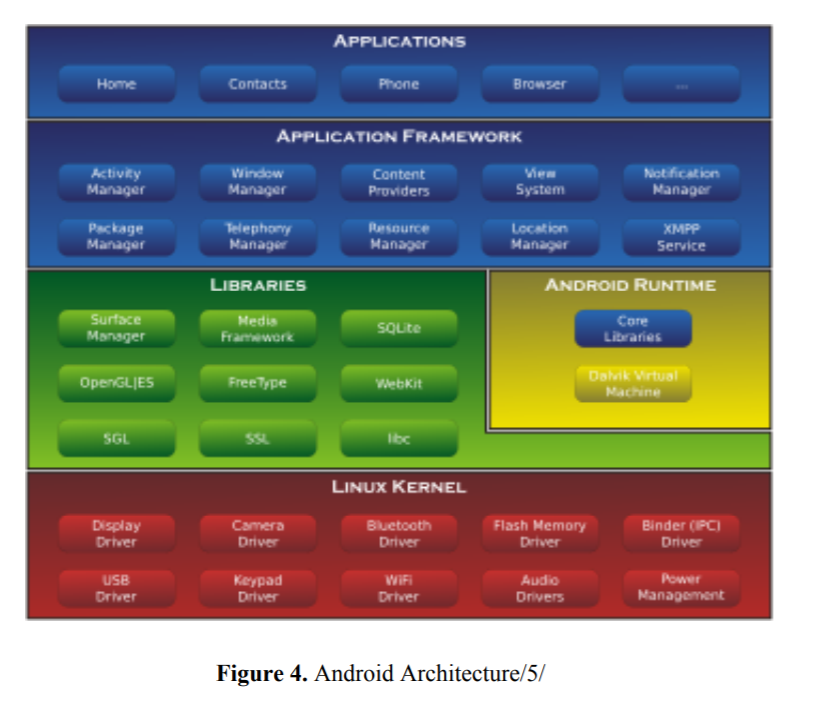 APPLICATIONS
Home Contacts Phone Browser ...
APPLICATION FRAMEWORK
Activity Manager Window Manager Content Providers View System Notification Manager
Package Manager Telephony Manager Resource Manager Location Manager XMPP Service
LIBRARIES
Surface Manager Media Framework SQLite
OpenGL|ES FreeType WebKit
SGL SSL libc
ANDROID RUNTIME
Core Libraries
Dalvik Virtual Machine
LINUX KERNEL
Display Driver Camera Driver Bluetooth Driver Flash Memory Driver Binder (IPC) Driver
USB Driver Keypad Driver WiFi Driver Audio Drivers Power Management
Figure 4. Android Architecture/5/